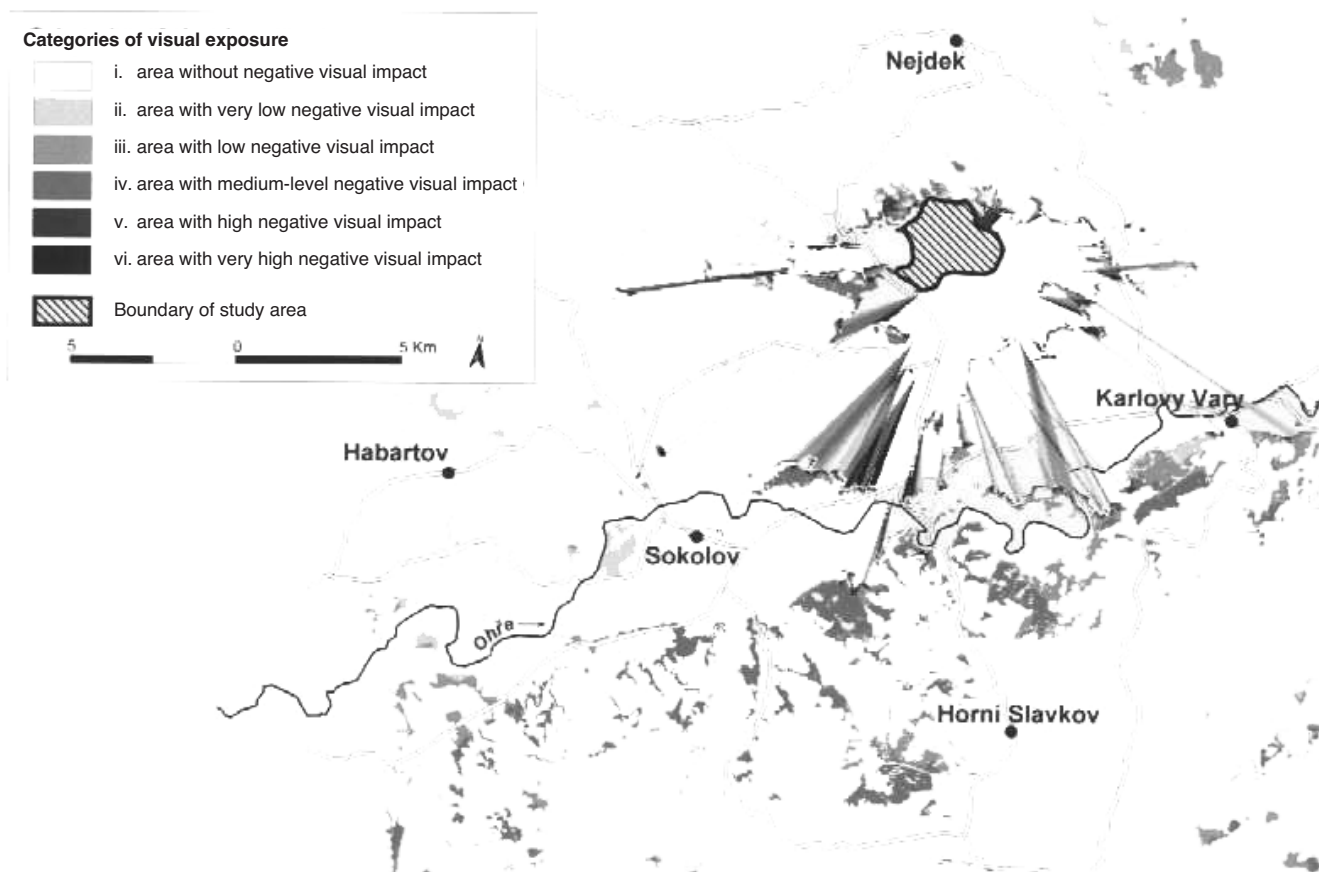 Categories of visual exposure
i. area without negative visual impact
ii. area with very low negative visual impact
iii. area with low negative visual impact
iv. area with medium-level negative visual impact
v. area with high negative visual impact
vi. area with very high negative visual impact
Boundary of study area
5 0 5 Km
N
Nejdek
Karlovy Vary
Habartov
Sokolov
Ohře
Horni Slavkov